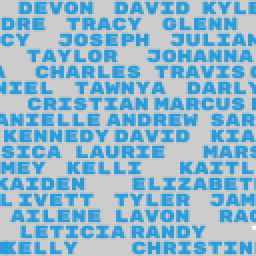 DEVON DAVID KYLE
DRE TRACY GLENN
CY JOSEPH JULIAN
TAYLOR JOHANNA
A CHARLES TRAVIS
NIEL TAWNYA DARLY
CRISTIAN MARCUS
ANIELLE ANDREW SAR
KENNEDY DAVID KIA
SICA LAURIE MARS
MEY KELLI KAITL
KAIDEN ELIZABET
LIVETT TYLER JAM
AILENE LAVON RAC
LETICIA RANDY
KELLY CHRISTIN